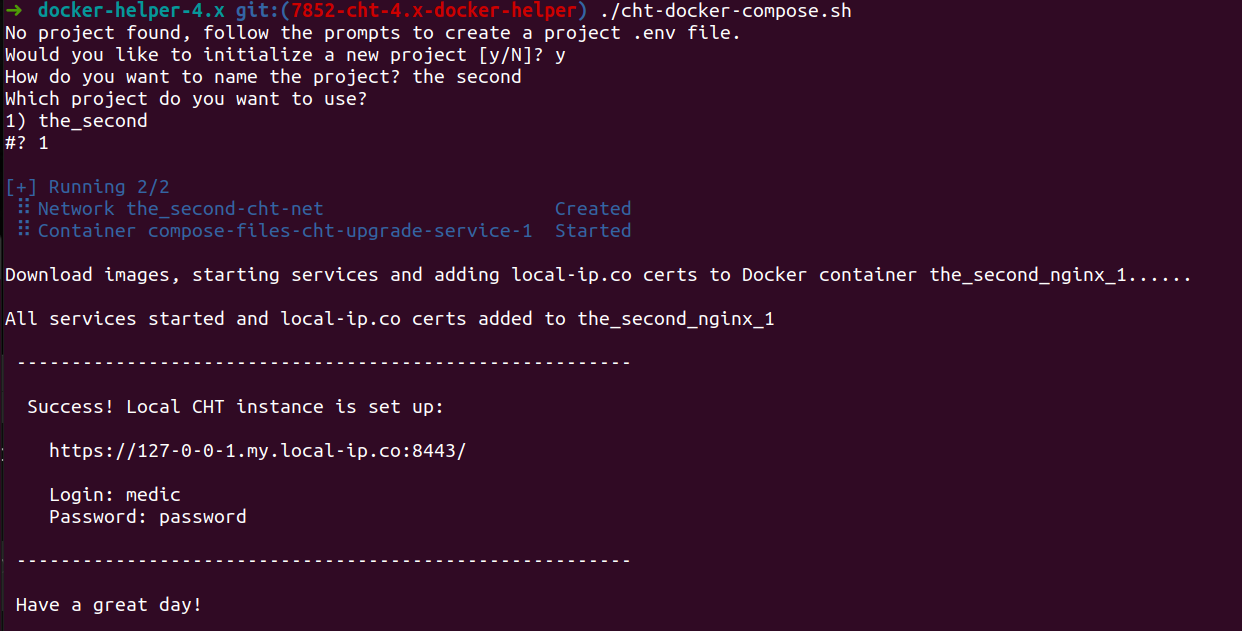 ➜ docker-helper-4.x git:(7852-cht-4.x-docker-helper) ./cht-docker-compose.sh
No project found, follow the prompts to create a project .env file.
Would you like to initialize a new project [y/N]? y
How do you want to name the project? the second
Which project do you want to use?
1) the_second
#? 1
[+] Running 2/2
⠿ Network the_second-cht-net Created
⠿ Container compose-files-cht-upgrade-service-1 Started
Download images, starting services and adding local-ip.co certs to Docker container the_second_nginx_1......
All services started and local-ip.co certs added to the_second_nginx_1
--------------------------------------------------------
Success! Local CHT instance is set up:
https://127-0-0-1.my.local-ip.co:8443/
Login: medic
Password: password
--------------------------------------------------------
Have a great day!